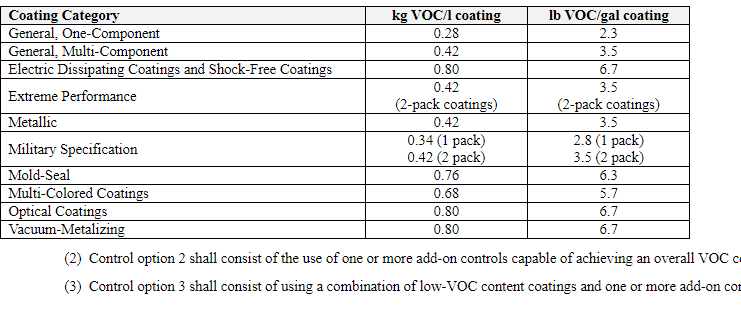 Coating Category kg VOC/l coating lb VOC/gal coating
General, One-Component 0.28 2.3
General, Multi-Component 0.42 3.5
Electric Dissipating Coatings and Shock-Free Coatings 0.80 6.7
Extreme Performance 0.42 3.5
(2-pack coatings) (2-pack coatings)
Metallic 0.42 3.5
Military Specification 0.34 (1 pack) 2.8 (1 pack)
0.42 (2 pack) 3.5 (2 pack)
Mold-Seal 0.76 6.3
Multi-Colored Coatings 0.68 5.7
Optical Coatings 0.80 6.7
Vacuum-Metalizing 0.80 6.7
(2) Control option 2 shall consist of the use of one or more add-on controls capable of achieving an overall VOC
(3) Control option 3 shall consist of using a combination of low-VOC content coatings and one or more add-on